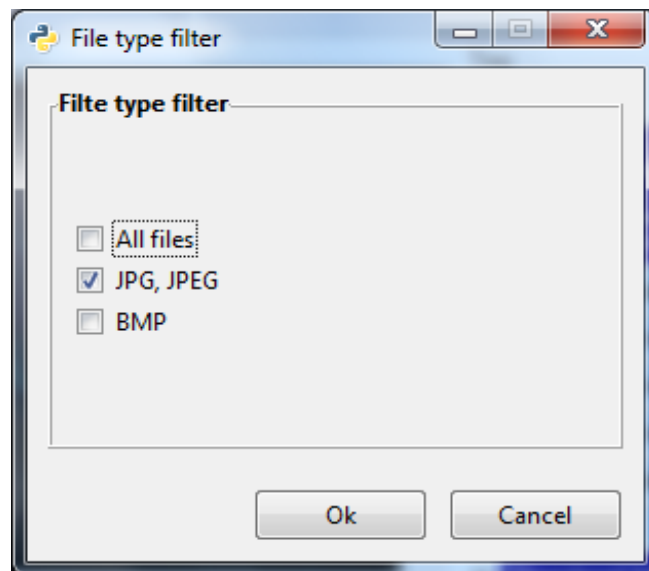 File type filter
Filte type filter
All files
JPG, JPEG
BMP
Ok
Cancel